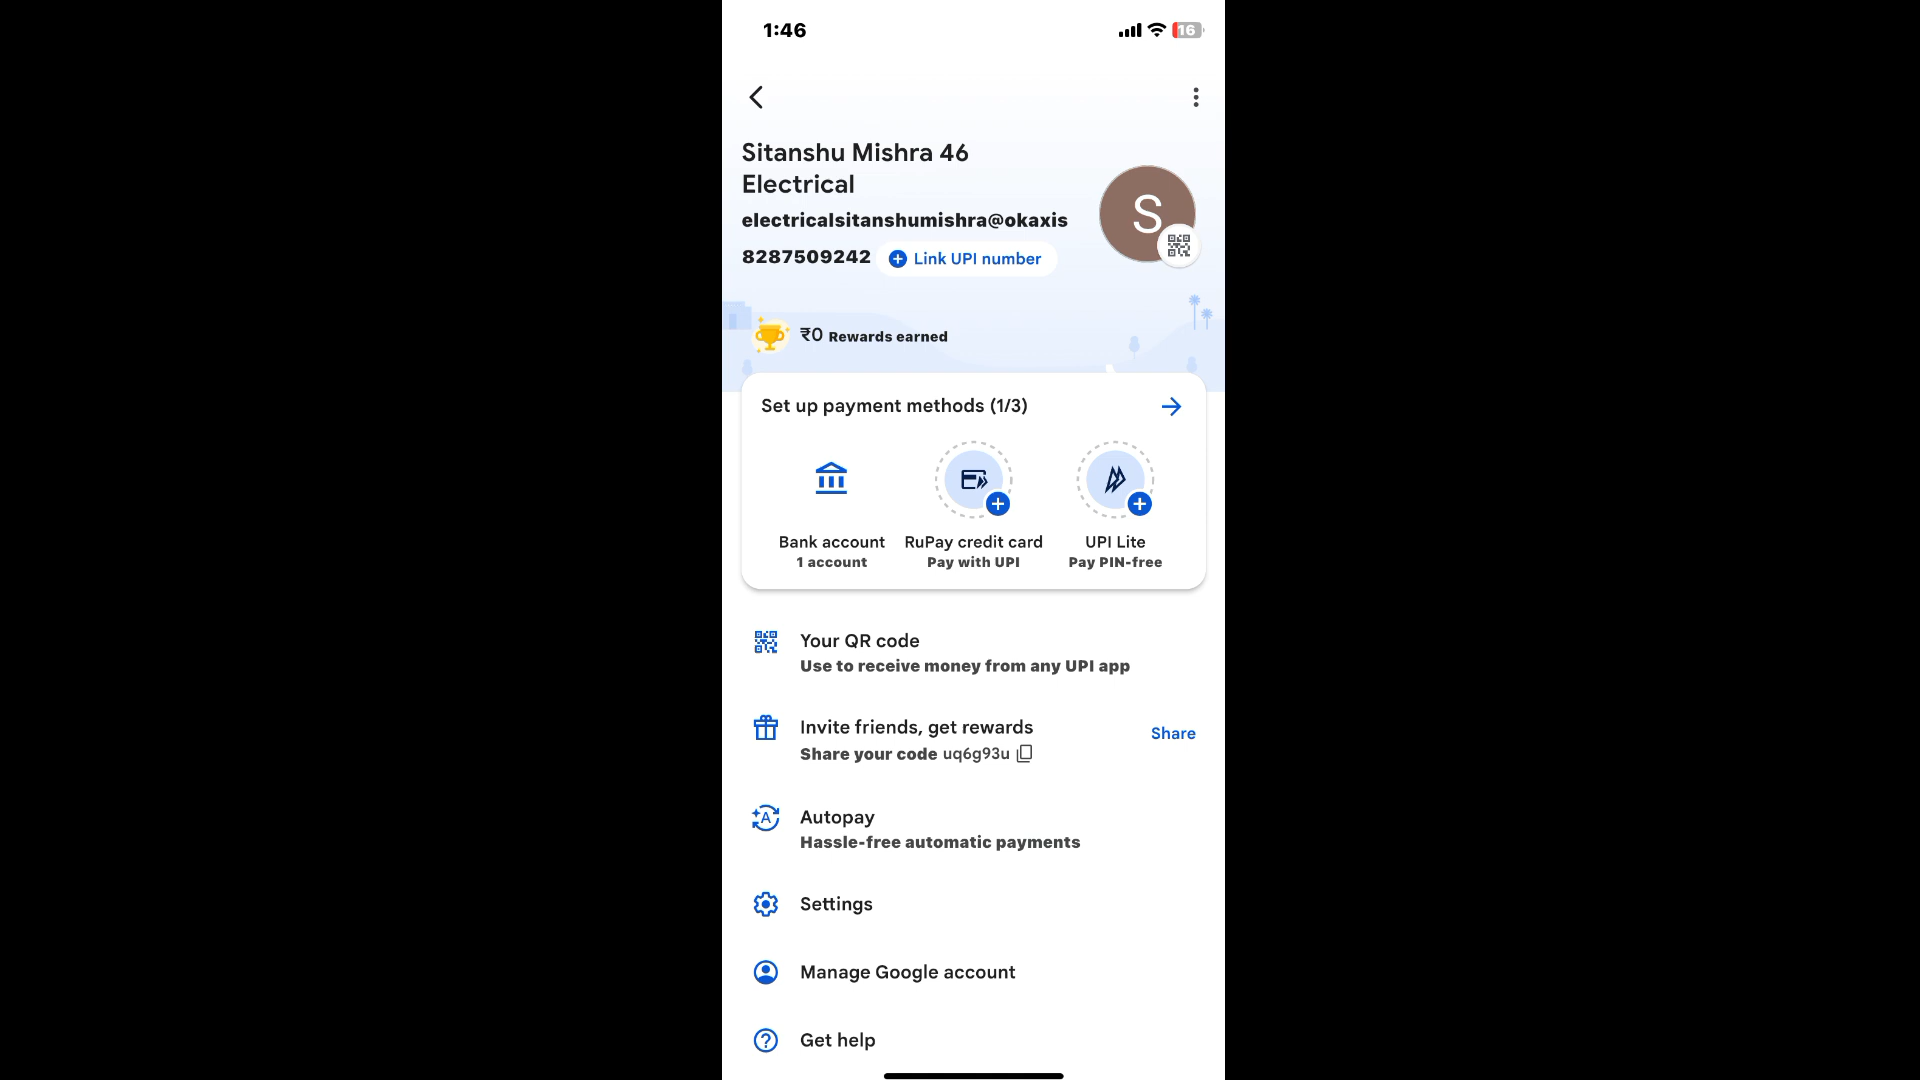 1:46
16
Sitanshu Mishra 46
Electrical
electricalsitanshumishra@okaxis
8287509242 Link UPI number
S
₹0 Rewards earned
Set up payment methods (1/3)
Bank account RuPay credit card UPI Lite
1 account Pay with UPI Pay PIN-free
Your QR code
Use to receive money from any UPI app
Invite friends, get rewards
Share
Share your code uq6g93u
A
Autopay
Hassle-free automatic payments
Settings
Manage Google account
Get help